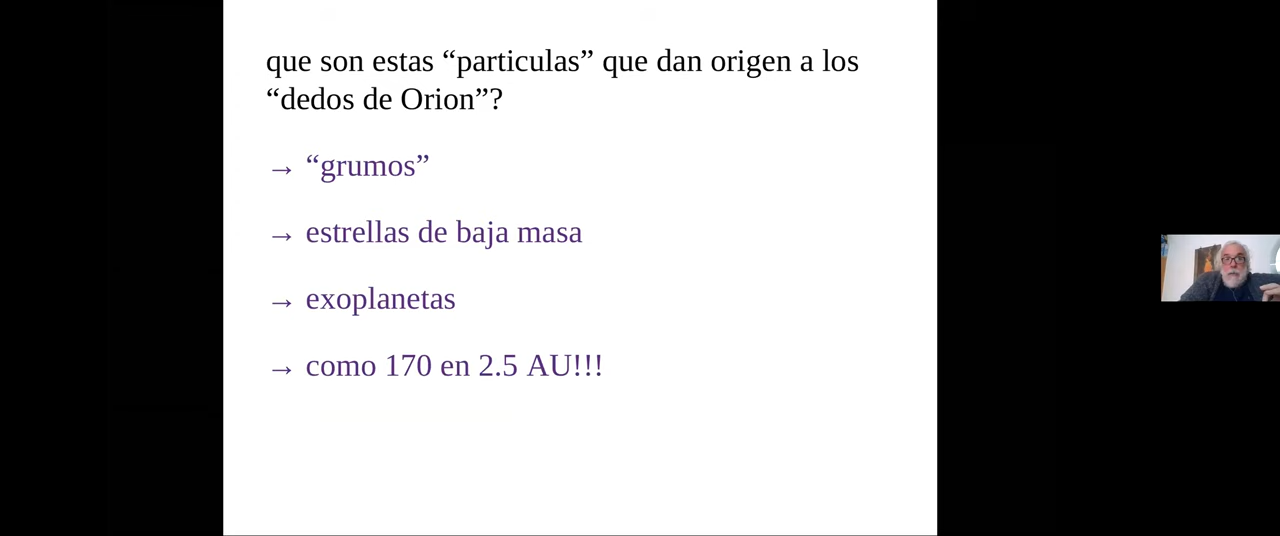 que son estas “particulas” que dan origen a los
“dedos de Orion”?
→ “grumos”
→ estrellas de baja masa
→ exoplanetas
→ como 170 en 2.5 AU!!!